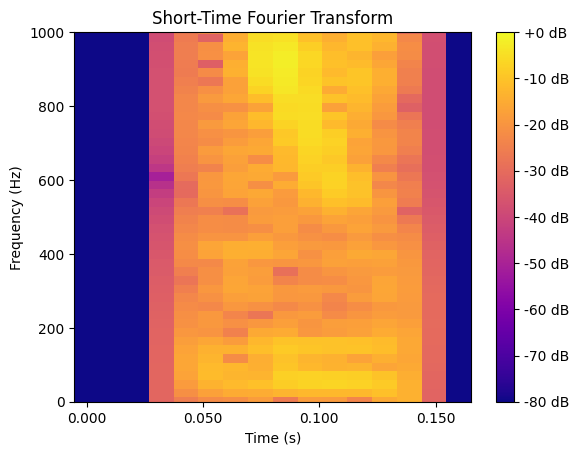 Short-Time Fourier Transform
1000
800
600
400
200
0
Frequency (Hz)
0.000
0.050
0.100
0.150
Time (s)
+0 dB
-10 dB
-20 dB
-30 dB
-40 dB
-50 dB
-60 dB
-70 dB
-80 dB